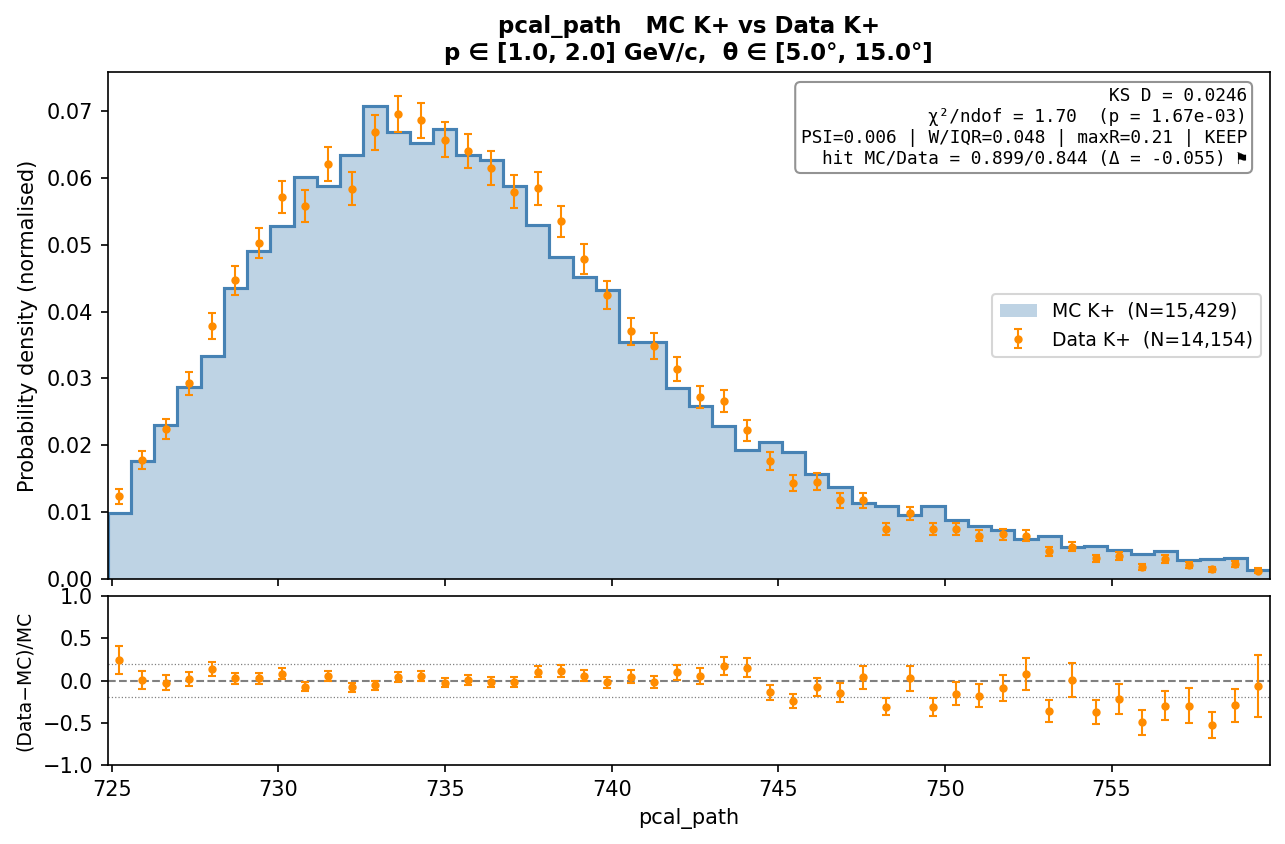 pcal_path   MC K+ vs Data K+
p ∈ [1.0, 2.0] GeV/c,  θ ∈ [5.0°, 15.0°]
KS D = 0.0246
χ²/ndof = 1.70  (p = 1.67e-03)
PSI=0.006 | W/IQR=0.048 | maxR=0.21 | KEEP
hit MC/Data = 0.899/0.844 (Δ = -0.055) ⚑
MC K+  (N=15,429)
Data K+  (N=14,154)
Probability density (normalised)
0.07
0.06
0.05
0.04
0.03
0.02
0.01
0.00
(Data−MC)/MC
1.0
0.5
0.0
−0.5
−1.0
725
730
735
740
745
750
755
pcal_path